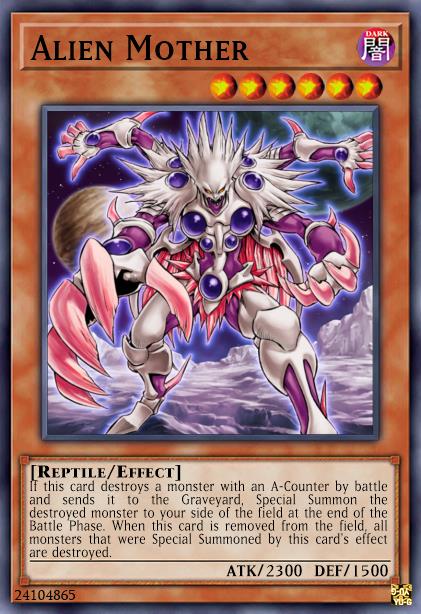 Alien Mother
DARK
闇
[Reptile/Effect]
If this card destroys a monster with an A-Counter by battle
and sends it to the Graveyard, Special Summon the
destroyed monster to your side of the field at the end of the
Battle Phase. When this card is removed from the field, all
monsters that were Special Summoned by this card's effect
are destroyed.
ATK/2300 DEF/1500
24104865